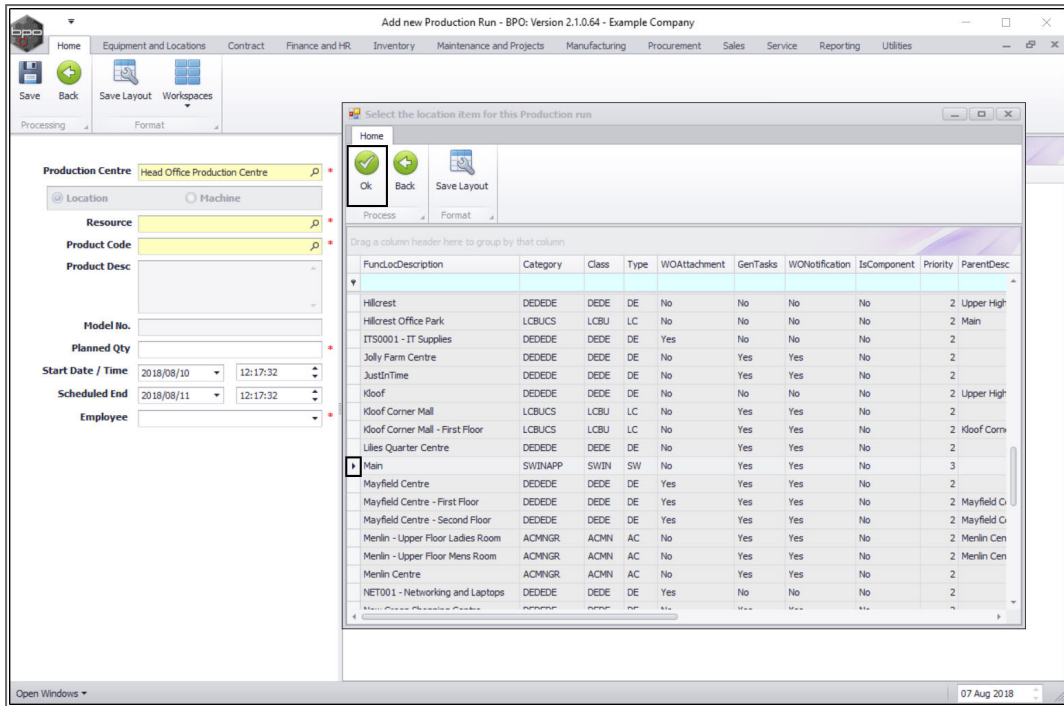 bpo
Add new Production Run - BPO: Version 2.1.0.64 - Example Company
Home Equipment and Locations Contract Finance and HR Inventory Maintenance and Projects Manufacturing Procurement Sales Service Reporting Utilities
Save Back Save Layout Workspaces
Processing Format
Production Centre Head Office Production Centre *
Location Machine
Resource *
Product Code *
Product Desc
Model No.
Planned Qty *
Start Date / Time 2018/08/10 12:17:32
Scheduled End 2018/08/11 12:17:32
Employee *
Select the location item for this Production run
Home
Ok Back Save Layout
Process Format
Drag a column header here to group by that column
FuncLocDescription Category Class Type WOAttachment GenTasks WONotification IsComponent Priority ParentDesc
Hillcrest DEDEDE DEDE DE No No No No 2 Upper High
Hillcrest Office Park LCBUCS LCBU LC No No No No 2 Main
ITS0001 - IT Supplies DEDEDE DEDE DE Yes No No No 2
Jolly Farm Centre DEDEDE DEDE DE No Yes Yes No 2
JustInTime DEDEDE DEDE DE No Yes Yes No 2
Kloof DEDEDE DEDE DE No No No No 2 Upper High
Kloof Corner Mall LCBUCS LCBU LC No Yes Yes No 2
Kloof Corner Mall - First Floor LCBUCS LCBU LC No Yes Yes No 2 Kloof Corn
Lilies Quarter Centre DEDEDE DEDE DE No Yes Yes No 2
Main SWINAPP SWIN SW No Yes Yes No 3
Mayfield Centre DEDEDE DEDE DE Yes Yes Yes No 2
Mayfield Centre - First Floor DEDEDE DEDE DE Yes Yes Yes No 2 Mayfield C
Mayfield Centre - Second Floor DEDEDE DEDE DE Yes Yes Yes No 2 Mayfield C
Menlin - Upper Floor Ladies Room ACMNGR ACMN AC No Yes Yes No 2 Menlin Cen
Menlin - Upper Floor Mens Room ACMNGR ACMN AC No Yes Yes No 2 Menlin Cen
Menlin Centre ACMNGR ACMN AC No Yes Yes No 2
NET001 - Networking and Laptops DEDEDE DEDE DE Yes No No No 2
Open Windows
07 Aug 2018